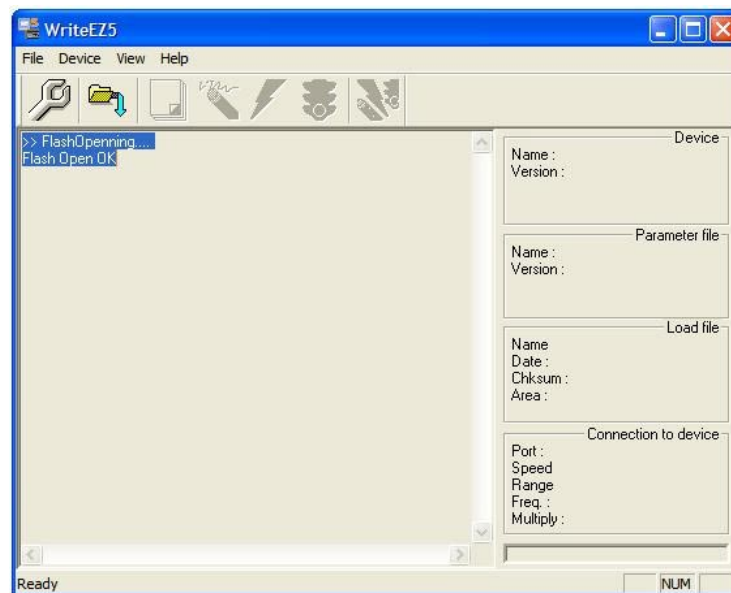 WriteEZ5
File Device View Help
>> FlashOpenning....
Flash Open OK
Device
Name :
Version :
Parameter file
Name :
Version :
Load file
Name
Date :
Chksum :
Area :
Connection to device
Port :
Speed
Range
Freq. :
Multiply :
Ready
NUM